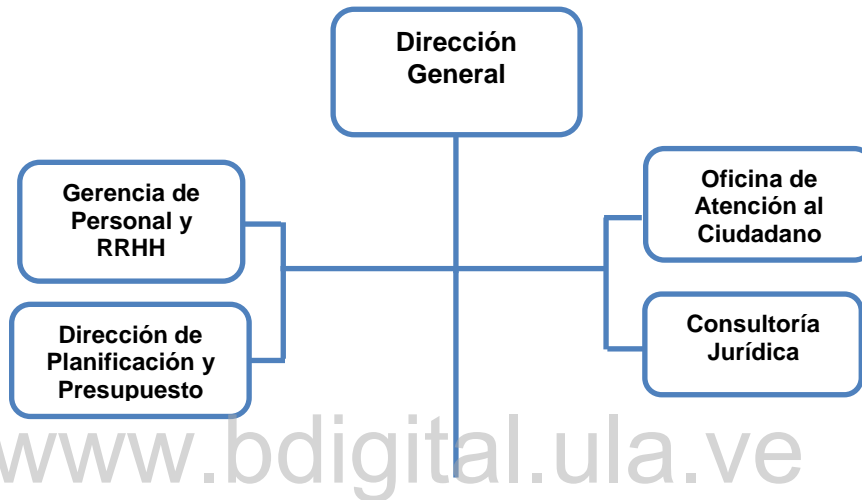 Dirección
General
Gerencia de
Personal y
RRHH
Oficina de
Atención al
Ciudadano
Dirección de
Planificación y
Presupuesto
Consultoría
Jurídica
www.bdigital.ula.ve